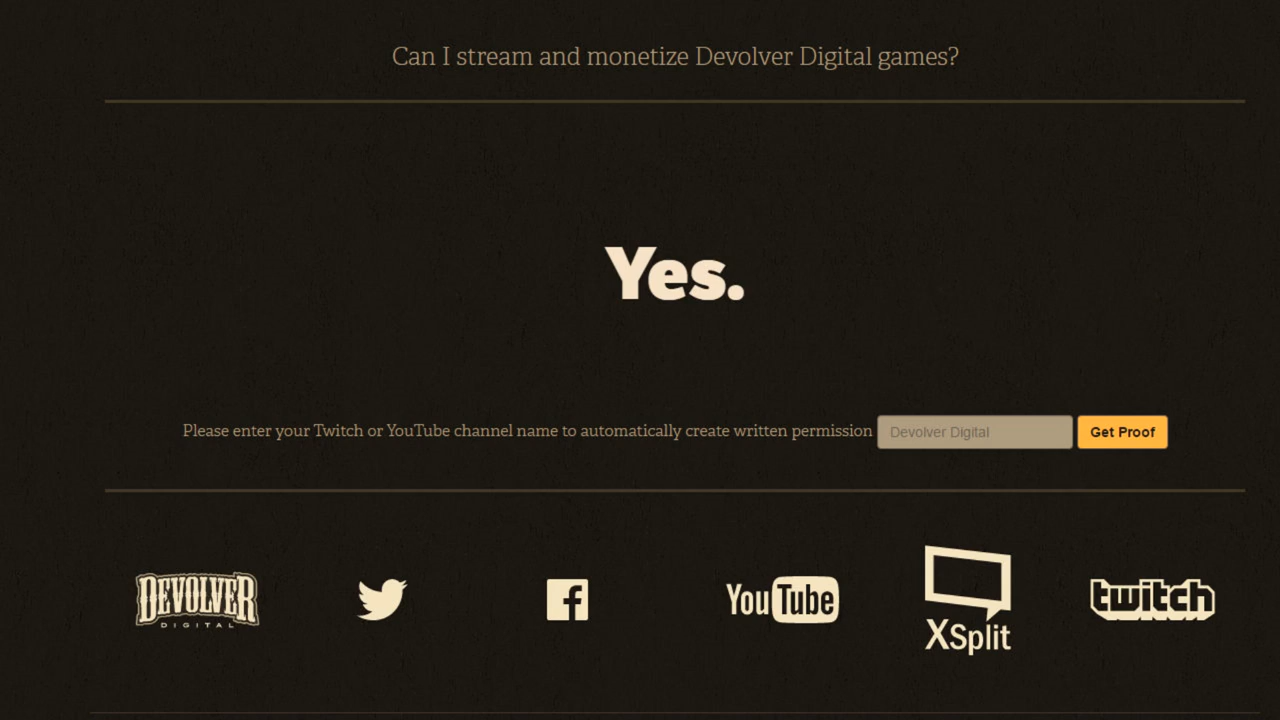 Can I stream and monetize Devolver Digital games?
Yes.
Please enter your Twitch or YouTube channel name to automatically create written permission Devolver Digital Get Proof
DEVOLVER
DIGITAL
YouTube
XSplit
twitch